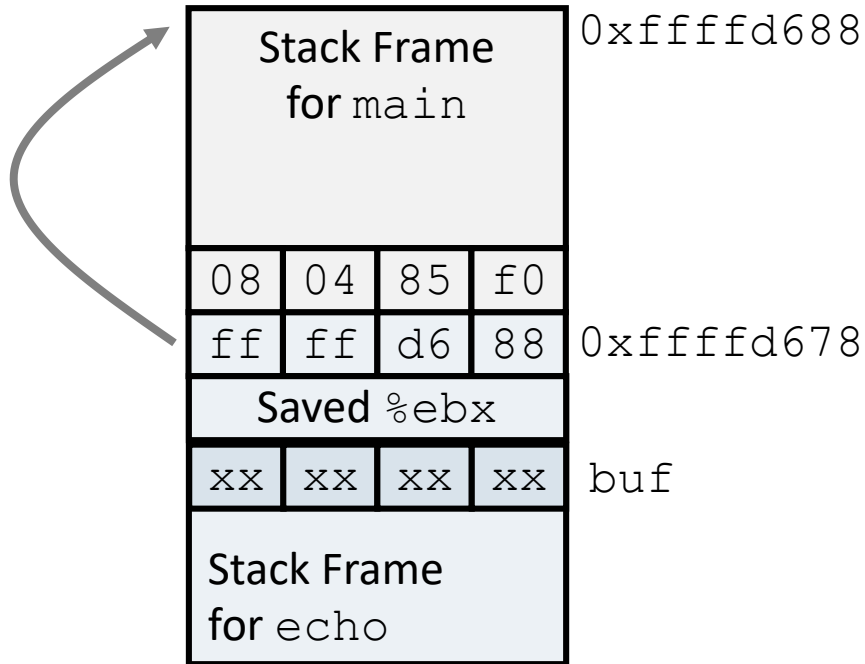 Stack Frame 0xffffd688
for main
08 04 85 f0
ff ff d6 88 0xffffd678
Saved %ebx
xx xx xx xx buf
Stack Frame
for echo